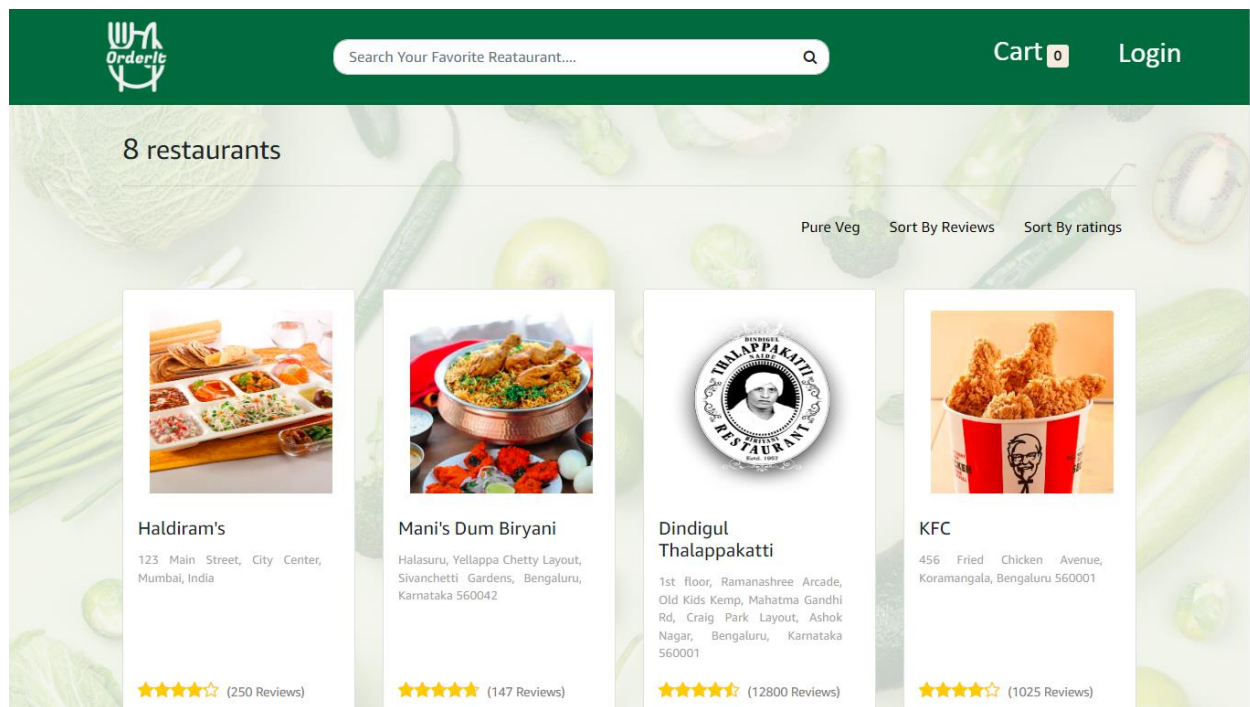 OrderIt
Search Your Favorite Reataurant....
Cart 0
Login
8 restaurants
Pure Veg
Sort By Reviews
Sort By ratings
DINDIGUL
THALAPPAKATTI
NAIDU
BIRIYANI
RESTAURANT
Estd. 1957
Haldiram's
123 Main Street, City Center,
Mumbai, India
(250 Reviews)
Mani's Dum Biryani
Halasuru, Yellappa Chetty Layout,
Sivanchetti Gardens, Bengaluru,
Karnataka 560042
(147 Reviews)
Dindigul
Thalappakatti
1st floor, Ramanashree Arcade,
Old Kids Kemp, Mahatma Gandhi
Rd, Craig Park Layout, Ashok
Nagar, Bengaluru, Karnataka
560001
(12800 Reviews)
KFC
456 Fried Chicken Avenue,
Koramangala, Bengaluru 560001
(1025 Reviews)